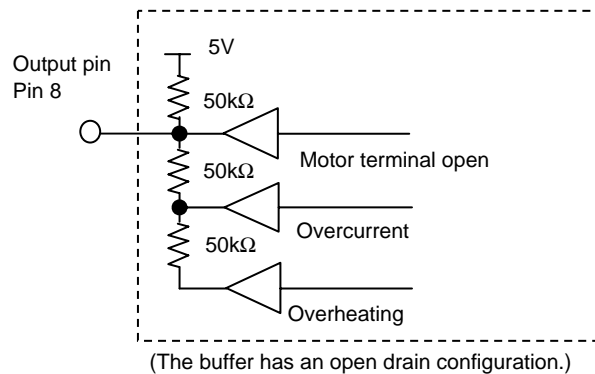 5V
Output pin
Pin 8
50kΩ
Motor terminal open
50kΩ
Overcurrent
50kΩ
Overheating
(The buffer has an open drain configuration.)